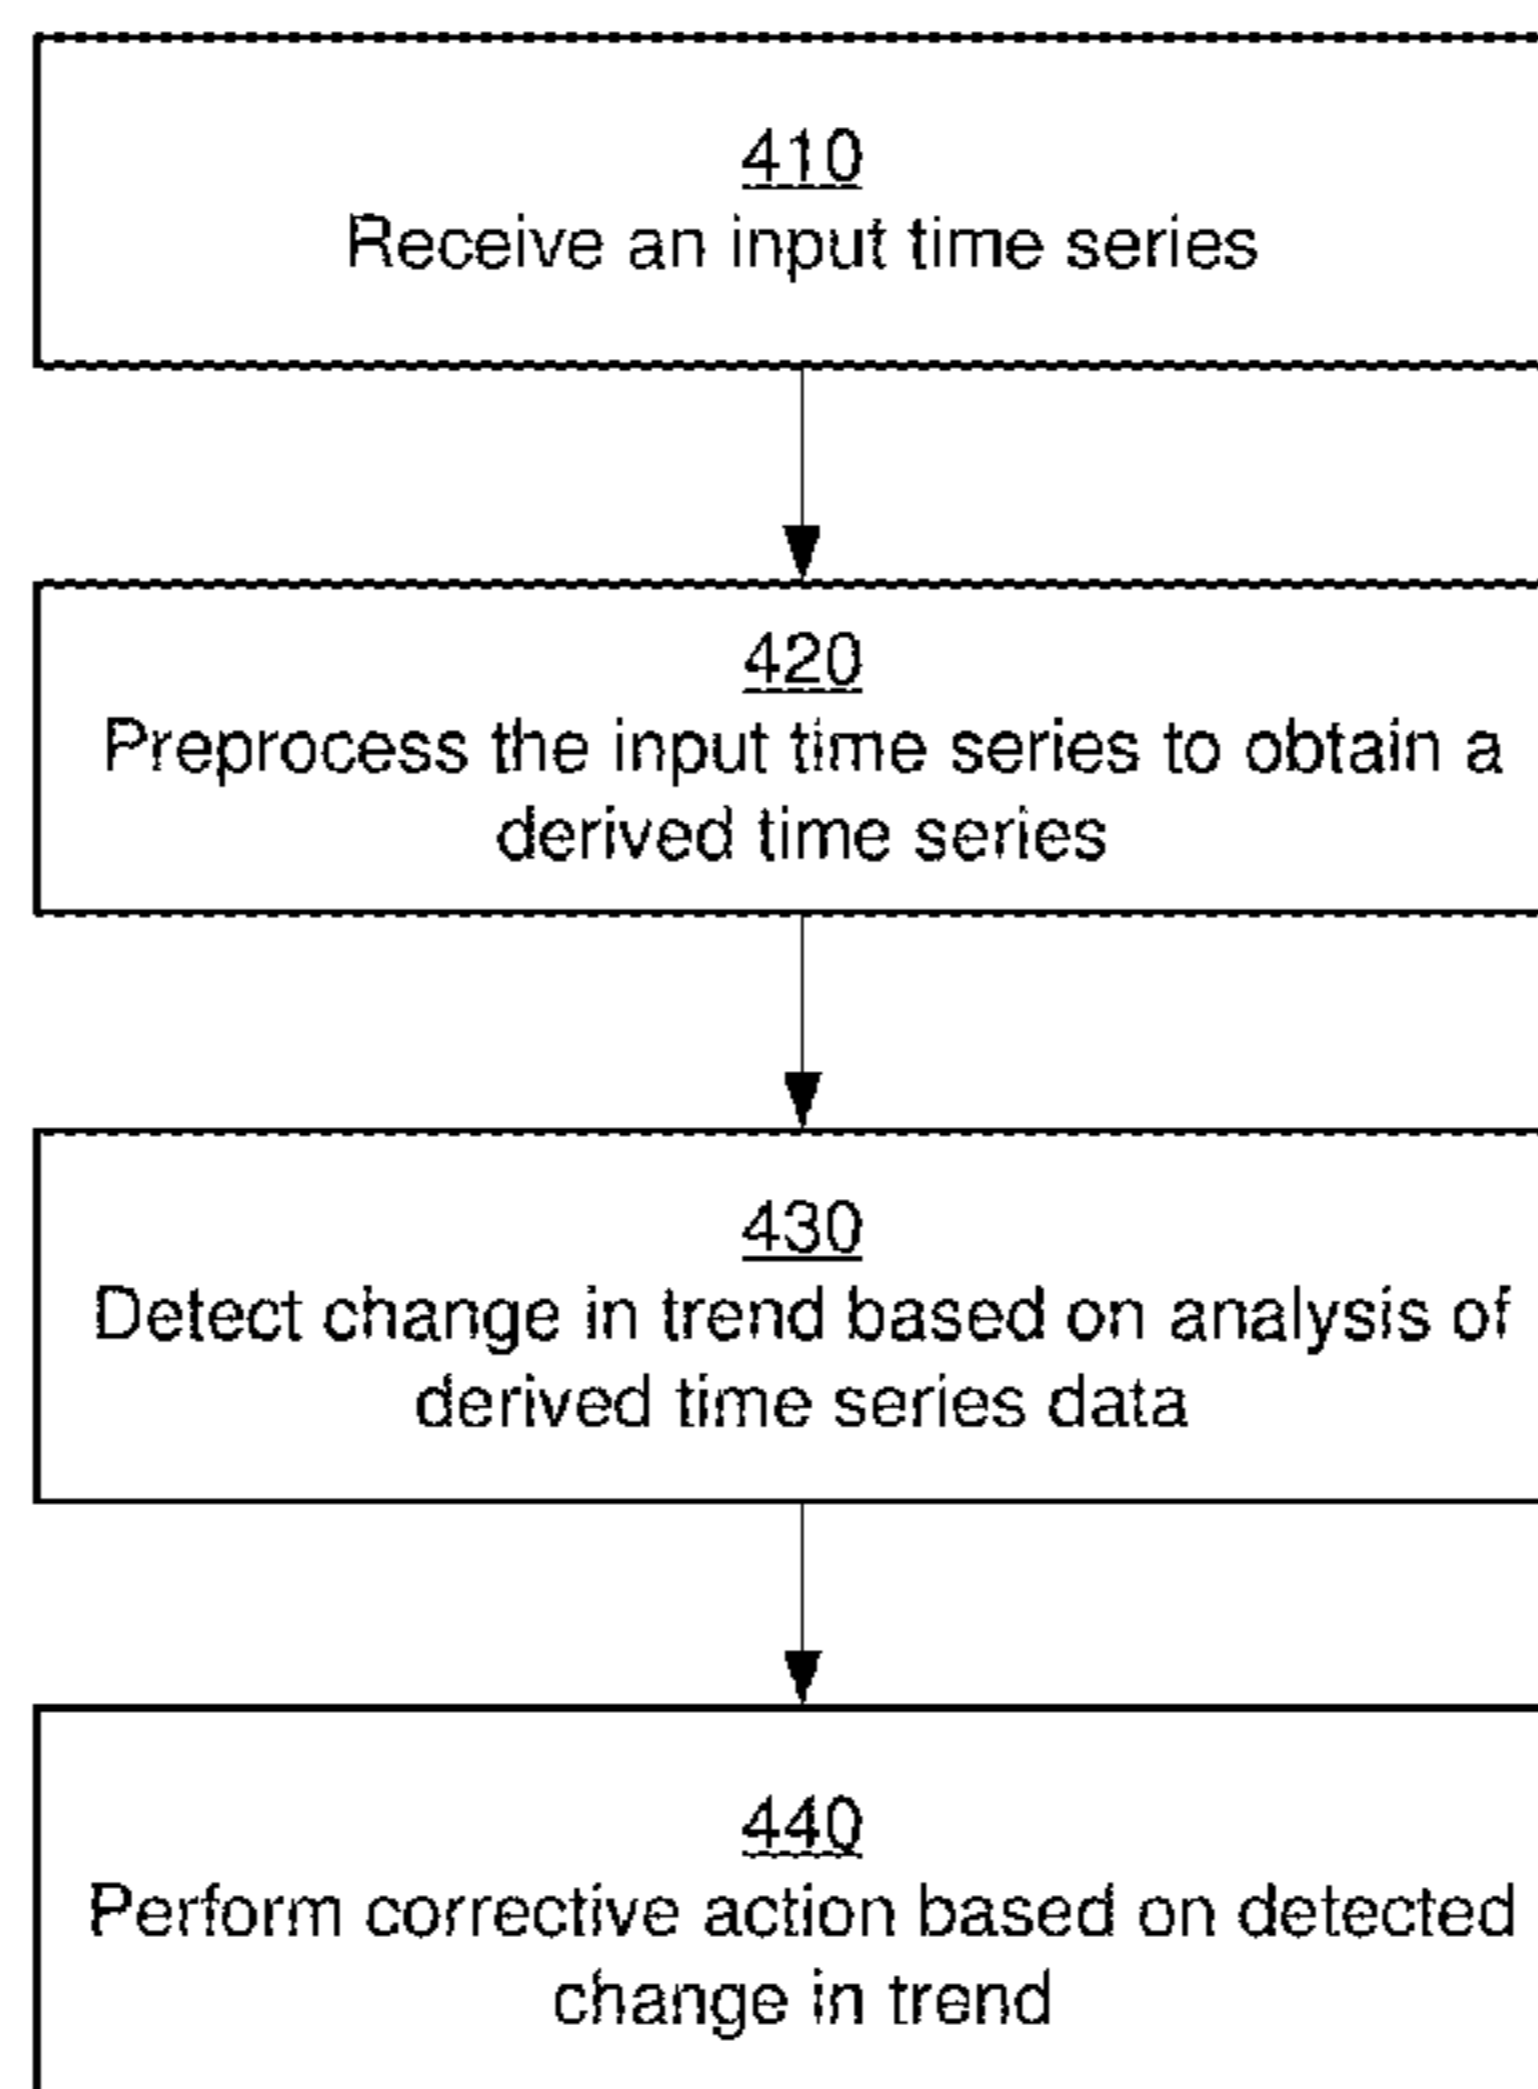 410
Receive an input time series
420
Preprocess the input time series to obtain a
derived time series
430
Detect change in trend based on analysis of
derived time series data
440
Perform corrective action based on detected
change in trend